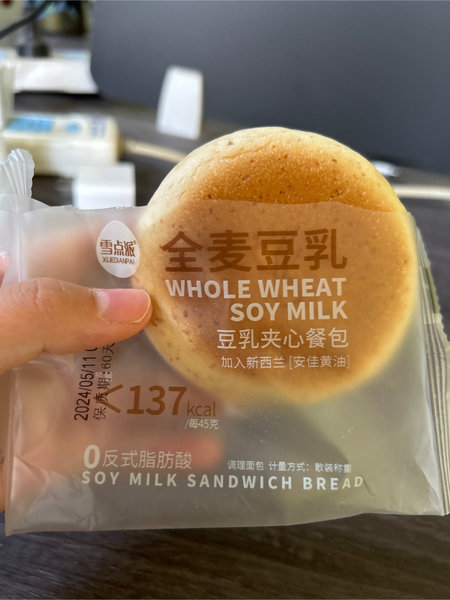 雪点派
XUEDIANPAI
全麦豆乳
WHOLE WHEAT
SOY MILK
豆乳夹心餐包
加入新西兰 [安佳黄油]
2024/05/11
保质期:60天
<137kcal
/每45克
0反式脂肪酸
调理面包 计量方式：散装称重
SOY MILK SANDWICH BREAD